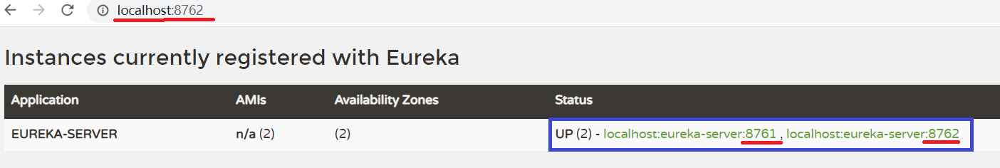 localhost:8762
Instances currently registered with Eureka
Application AMIs Availability Zones Status
EUREKA-SERVER n/a (2) (2) UP (2) - localhost:eureka-server:8761 , localhost:eureka-server:8762